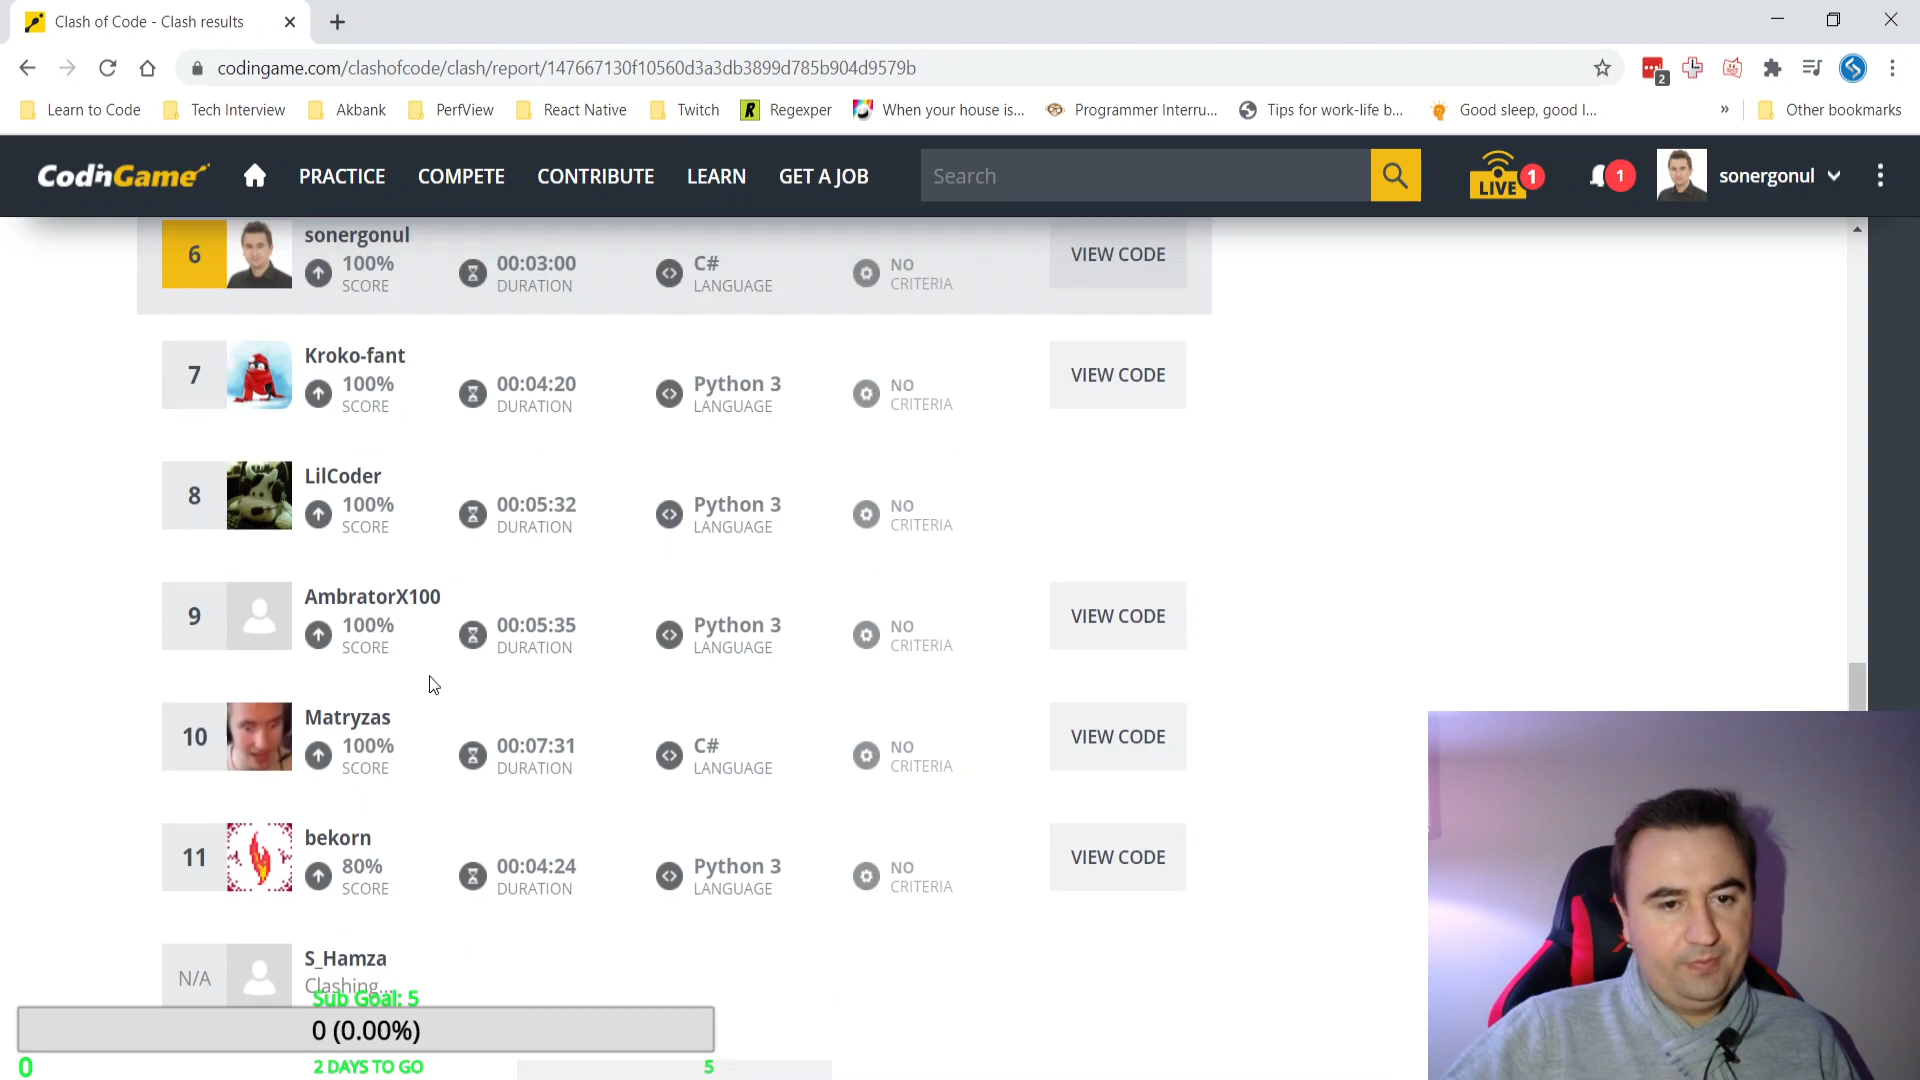 Clash of Code - Clash results
codingame.com/clashofcode/clash/report/147667130f10560d3a3db3899d785b904d9579b
2
Learn to Code Tech Interview Akbank PerfView React Native Twitch R Regexper When your house is... Programmer Interru... Tips for work-life b... Good sleep, good l... » Other bookmarks
CodinGame PRACTICE COMPETE CONTRIBUTE LEARN GET A JOB Search LIVE 1 1 sonergonul
6 sonergonul
100% 00:03:00 C# NO VIEW CODE
SCORE DURATION LANGUAGE CRITERIA
7 Kroko-fant
100% 00:04:20 Python 3 NO VIEW CODE
SCORE DURATION LANGUAGE CRITERIA
8 LilCoder
100% 00:05:32 Python 3 NO
SCORE DURATION LANGUAGE CRITERIA
9 AmbratorX100
100% 00:05:35 Python 3 NO VIEW CODE
SCORE DURATION LANGUAGE CRITERIA
10 Matryzas
100% 00:07:31 C# NO VIEW CODE
SCORE DURATION LANGUAGE CRITERIA
11 bekorn
80% 00:04:24 Python 3 NO VIEW CODE
SCORE DURATION LANGUAGE CRITERIA
N/A S_Hamza
Clashing...
Sub Goal: 5
0 (0.00%)
0 2 DAYS TO GO 5